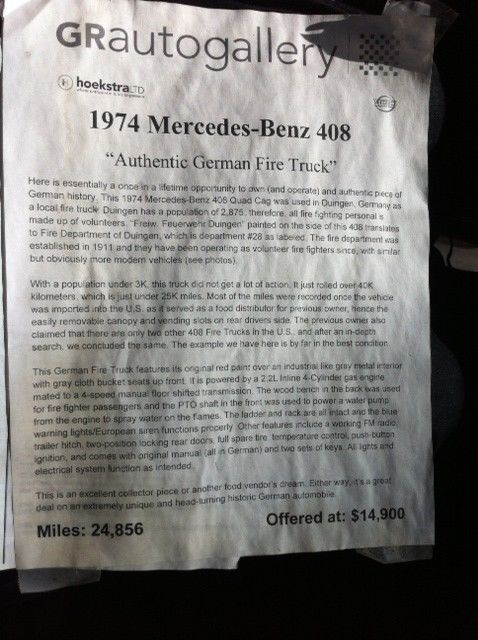 GRautogallery
hoekstraLTD
1974 Mercedes-Benz 408
“Authentic German Fire Truck”
Here is essentially a once in a lifetime opportunity to own (and operate) and authentic piece of
German history. This 1974 Mercedes-Benz 408 Quad Cag was used in Duingen, Germany as
a local fire truck. Duingen has a population of 2,875, therefore, all fire fighting personal is
made up of volunteers. “Freiw. Feuerwehr Duingen” painted on the side of this 408 translates
to Fire Department of Duingen, which is department #28 as labeled. The fire department was
established in 1911 and they have been operating as volunteer fire fighters since, with similar
but obviously more modern vehicles (see photos).
With a population under 3K, this truck did not get a lot of action. It just rolled over 40K
kilometers, which is just under 25K miles. Most of the miles were recorded once the vehicle
was imported into the U.S. as it served as a food distributor for previous owner, hence the
easily removable canopy and vending slots on rear drivers side. The previous owner also
claimed that there are only two other 408 Fire Trucks in the U.S. and after an in-depth
search, we concluded the same. The example we have here is by far in the best condition.
This German Fire Truck features its original red paint over an industrial like gray metal interior
with gray cloth bucket seats up front. It is powered by a 2.2L Inline 4-Cylinder gas engine
mated to a 4-speed manual floor shifted transmission. The wood bench in the back was used
for fire fighter passengers and the PTO shaft in the front was used to power a water pump
from the engine to spray water on the flames. The ladder and rack are all intact and the blue
warning lights/European siren functions properly. Other features include a working FM radio,
trailer hitch, two-position locking rear doors, full spare tire, temperature control, push-button
ignition, and comes with original manual (all in German) and two sets of keys. All lights and
electrical system function as intended.
This is an excellent collector piece or another food vendor's dream. Either way, it's a great
deal on an extremely unique and head-turning historic German automobile.
Miles: 24,856
Offered at: $14,900